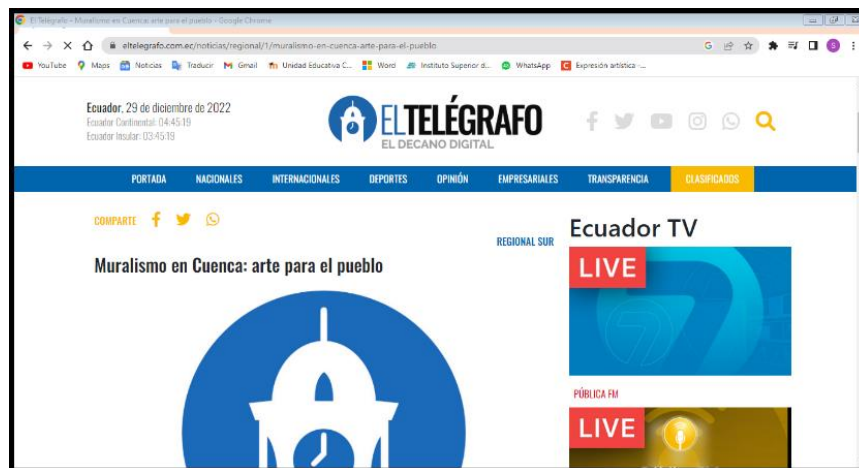 El Telégrafo - Muralismo en Cuenca: arte para el pueblo - Google Chrome
eltelegrafo.com.ec/noticias/regional/1/muralismo-en-cuenca-arte-para-el-pueblo
YouTube Maps Noticias Traducir Gmail Unidad Educativa C... Word Instituto Superior d... WhatsApp Expresión artística -...
Ecuador, 29 de diciembre de 2022
Ecuador Continental: 04:45:19
Ecuador Insular: 03:45:19
ELTELÉGRAFO
EL DECANO DIGITAL
PORTADA NACIONALES INTERNACIONALES DEPORTES OPINIÓN EMPRESARIALES TRANSPARENCIA CLASIFICADOS
COMPARTE
REGIONAL SUR
Muralismo en Cuenca: arte para el pueblo
Ecuador TV
LIVE
PÚBLICA FM
LIVE